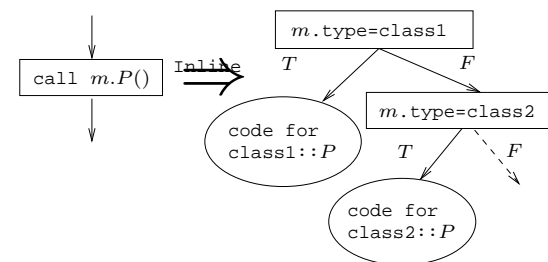 m.type=class1
Inline
T
F
call m.P()
m.type=class2
code for
class1::P
T
F
code for
class2::P